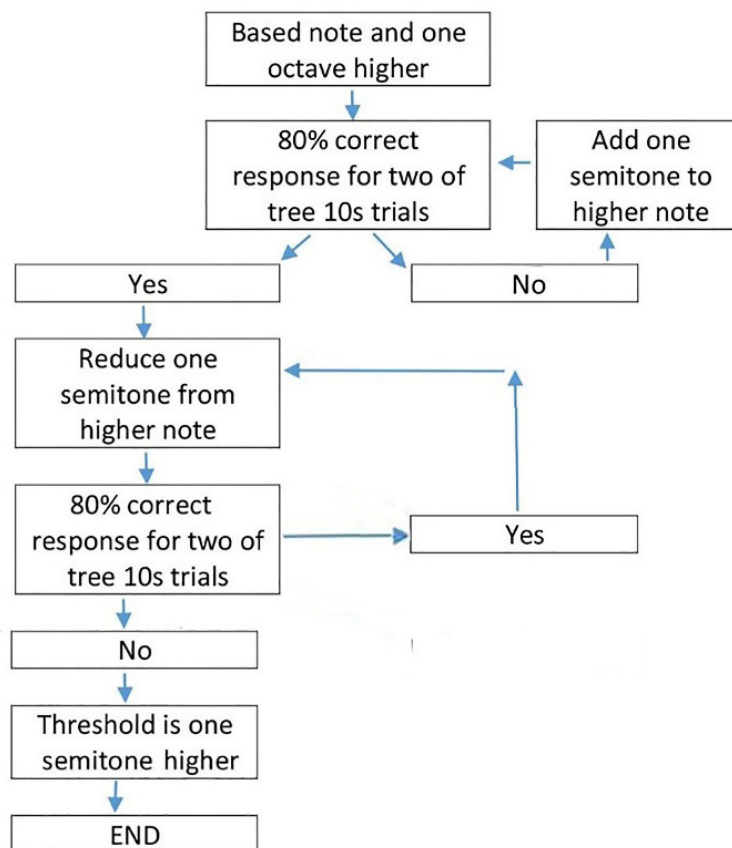 Based note and one
octave higher
80% correct
response for two of
tree 10s trials
Add one
semitone to
higher note
Yes
No
Reduce one
semitone from
higher note
80% correct
response for two of
tree 10s trials
Yes
No
Threshold is one
semitone higher
END